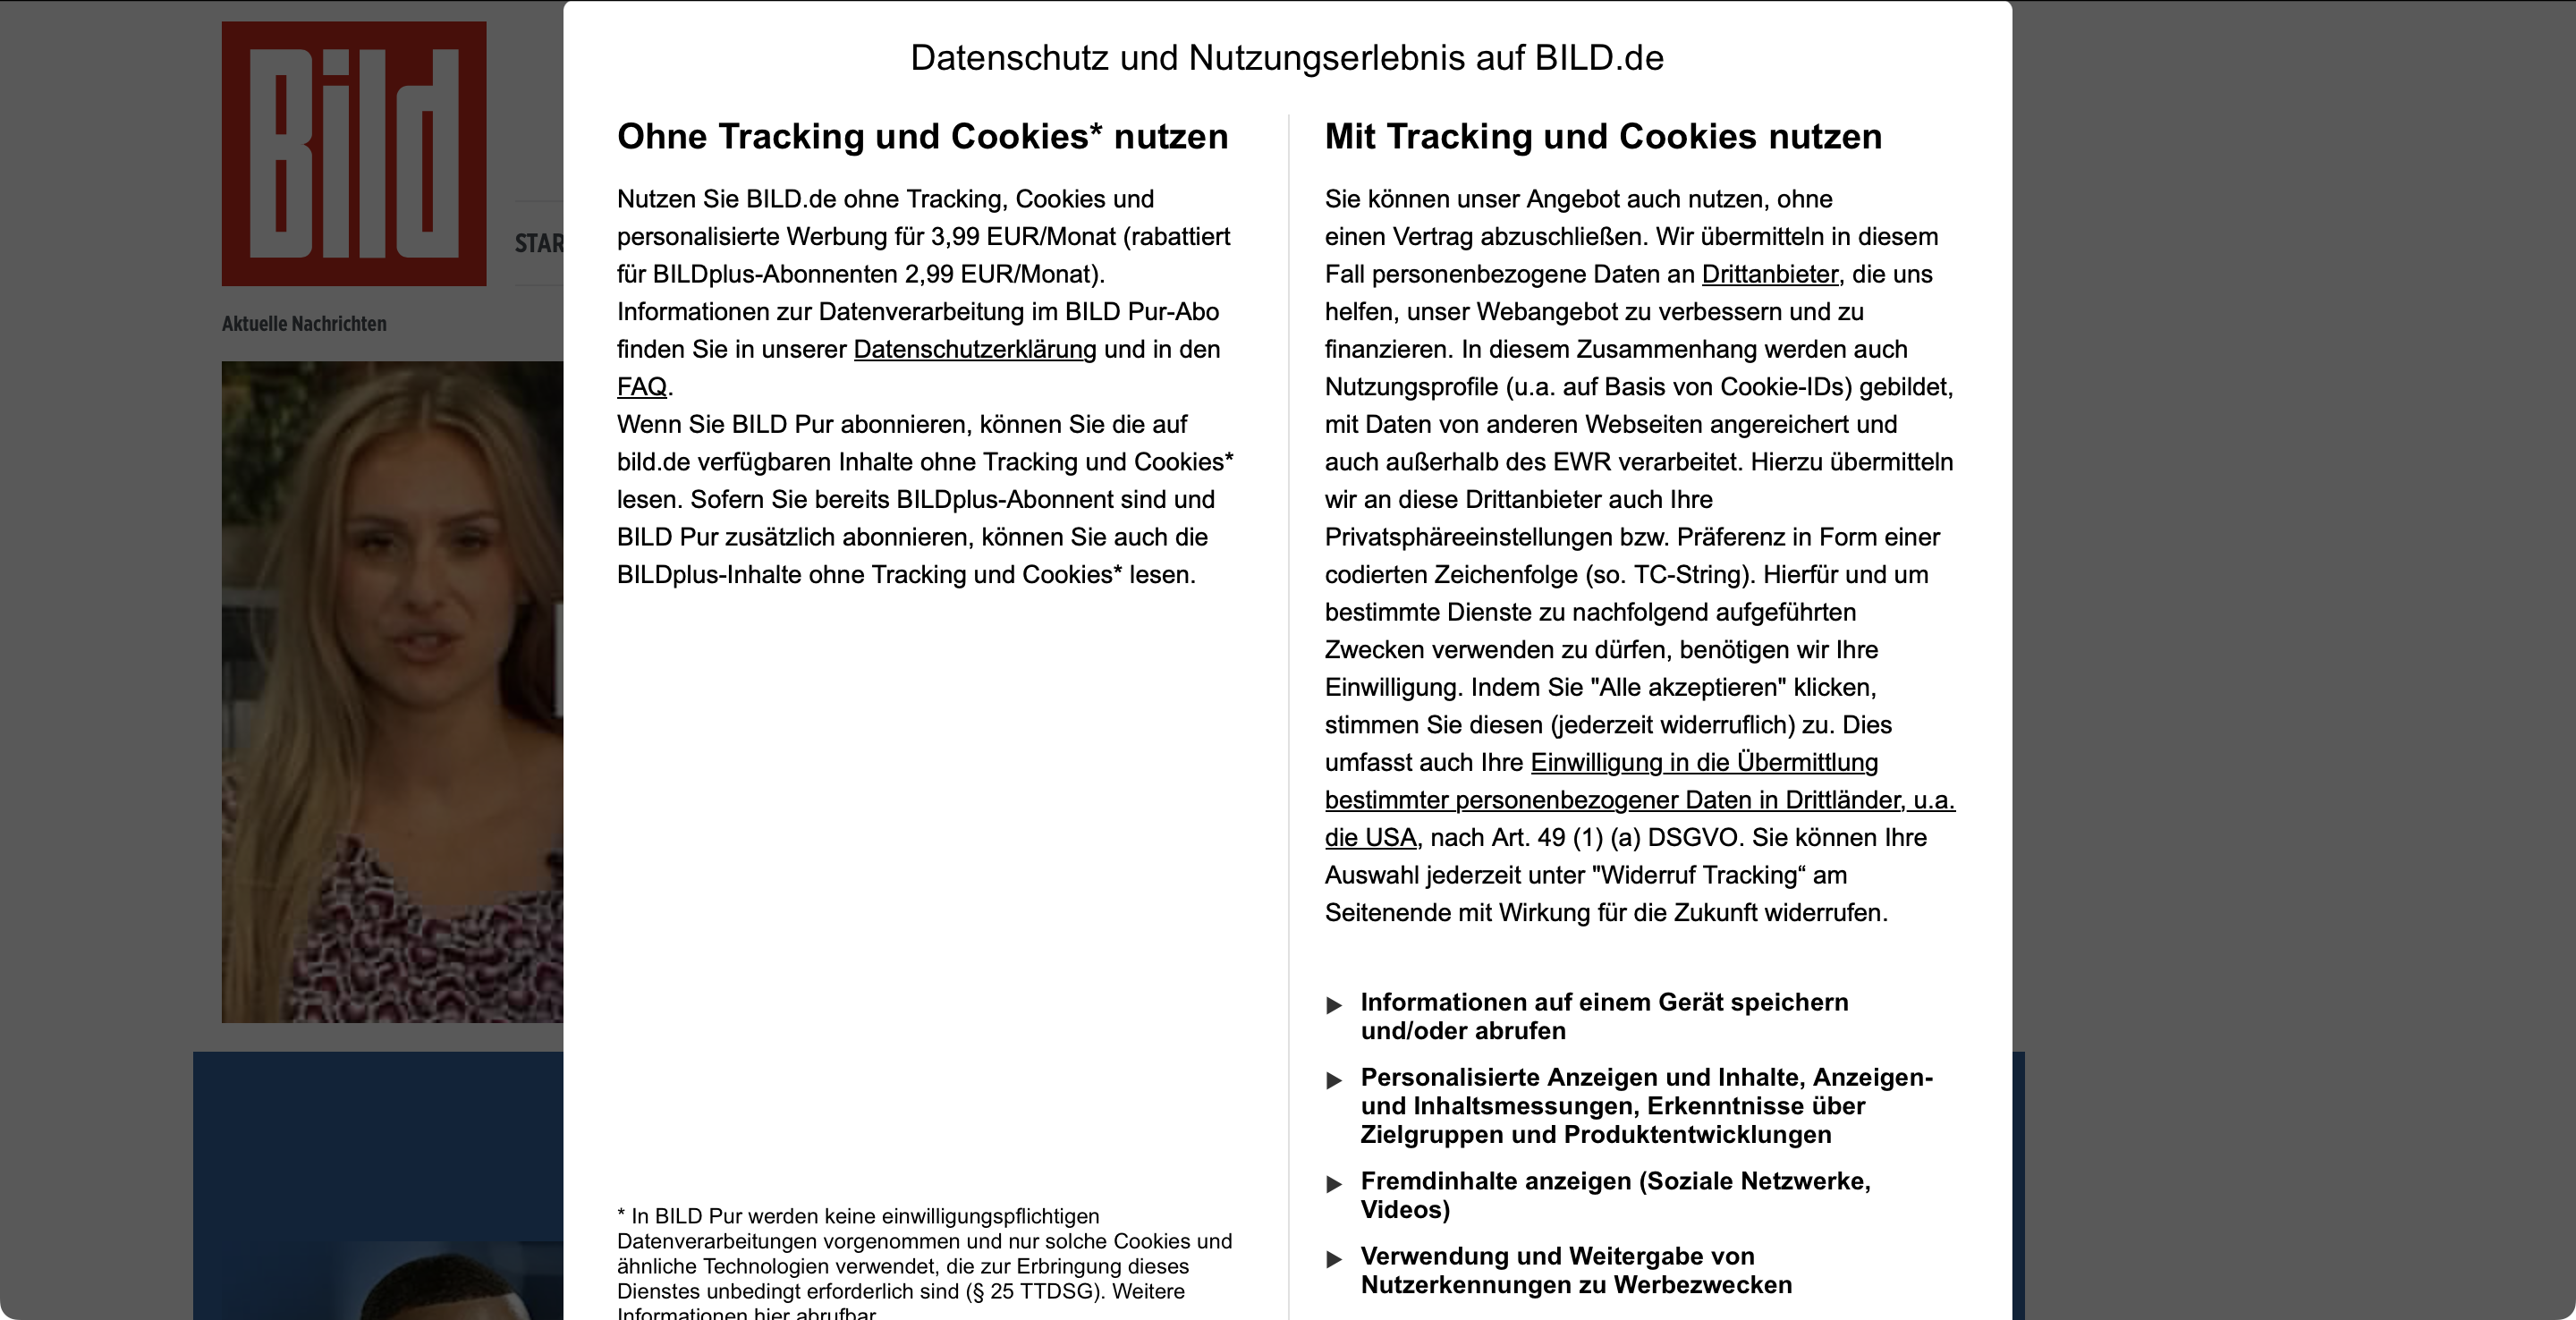 Bild
STAR
Aktuelle Nachrichten
Datenschutz und Nutzungserlebnis auf BILD.de
Ohne Tracking und Cookies* nutzen
Nutzen Sie BILD.de ohne Tracking, Cookies und
personalisierte Werbung für 3,99 EUR/Monat (rabattiert
für BILDplus-Abonnenten 2,99 EUR/Monat).
Informationen zur Datenverarbeitung im BILD Pur-Abo
finden Sie in unserer Datenschutzerklärung und in den
FAQ.
Wenn Sie BILD Pur abonnieren, können Sie die auf
bild.de verfügbaren Inhalte ohne Tracking und Cookies*
lesen. Sofern Sie bereits BILDplus-Abonnent sind und
BILD Pur zusätzlich abonnieren, können Sie auch die
BILDplus-Inhalte ohne Tracking und Cookies* lesen.
* In BILD Pur werden keine einwilligungspflichtigen
Datenverarbeitungen vorgenommen und nur solche Cookies und
ähnliche Technologien verwendet, die zur Erbringung dieses
Dienstes unbedingt erforderlich sind (§ 25 TTDSG). Weitere
Informationen hier abrufbar
Mit Tracking und Cookies nutzen
Sie können unser Angebot auch nutzen, ohne
einen Vertrag abzuschließen. Wir übermitteln in diesem
Fall personenbezogene Daten an Drittanbieter, die uns
helfen, unser Webangebot zu verbessern und zu
finanzieren. In diesem Zusammenhang werden auch
Nutzungsprofile (u.a. auf Basis von Cookie-IDs) gebildet,
mit Daten von anderen Webseiten angereichert und
auch außerhalb des EWR verarbeitet. Hierzu übermitteln
wir an diese Drittanbieter auch Ihre
Privatsphäreeinstellungen bzw. Präferenz in Form einer
codierten Zeichenfolge (so. TC-String). Hierfür und um
bestimmte Dienste zu nachfolgend aufgeführten
Zwecken verwenden zu dürfen, benötigen wir Ihre
Einwilligung. Indem Sie "Alle akzeptieren" klicken,
stimmen Sie diesen (jederzeit widerruflich) zu. Dies
umfasst auch Ihre Einwilligung in die Übermittlung
bestimmter personenbezogener Daten in Drittländer, u.a.
die USA, nach Art. 49 (1) (a) DSGVO. Sie können Ihre
Auswahl jederzeit unter "Widerruf Tracking“ am
Seitenende mit Wirkung für die Zukunft widerrufen.
Informationen auf einem Gerät speichern
und/oder abrufen
Personalisierte Anzeigen und Inhalte, Anzeigen-
und Inhaltsmessungen, Erkenntnisse über
Zielgruppen und Produktentwicklungen
Fremdinhalte anzeigen (Soziale Netzwerke,
Videos)
Verwendung und Weitergabe von
Nutzerkennungen zu Werbezwecken